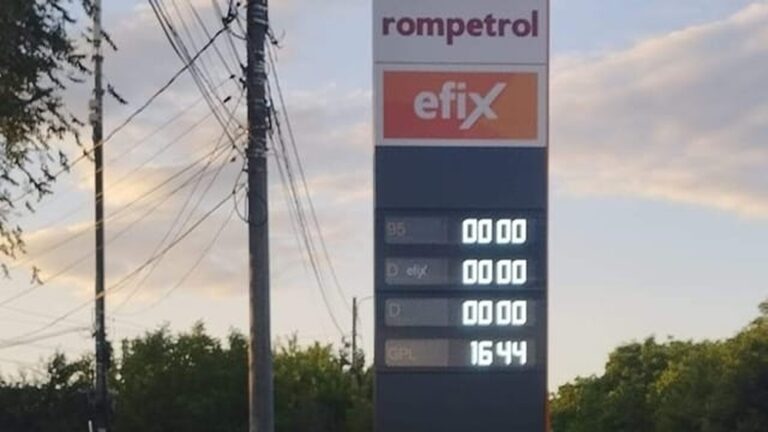 rompetrol
efix
95 00 00
D efix 00 00
D 00 00
GPL 16 44